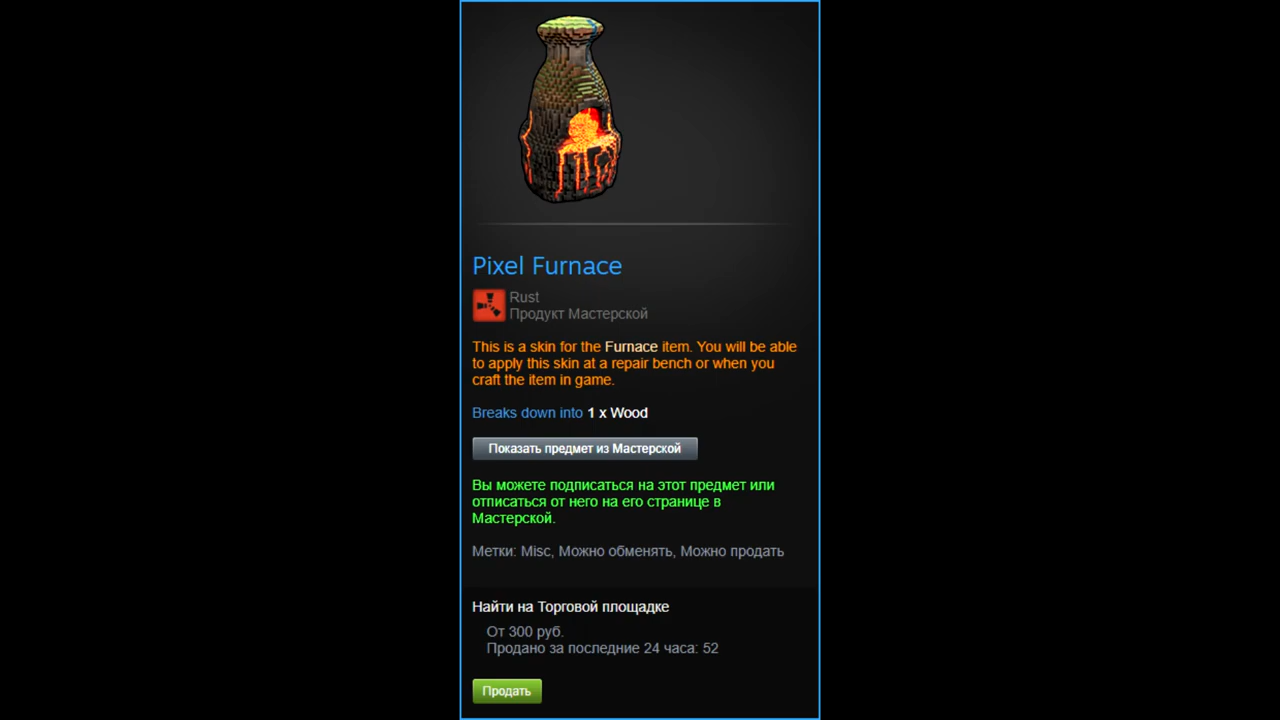 Pixel Furnace
Rust
Продукт Мастерской
This is a skin for the Furnace item. You will be able
to apply this skin at a repair bench or when you
craft the item in game.
Breaks down into 1 x Wood
Показать предмет из Мастерской
Вы можете подписаться на этот предмет или
отписаться от него на его странице в
Мастерской.
Метки: Misc, Можно обменять, Можно продать
Найти на Торговой площадке
От 300 руб.
Продано за последние 24 часа: 52
Продать